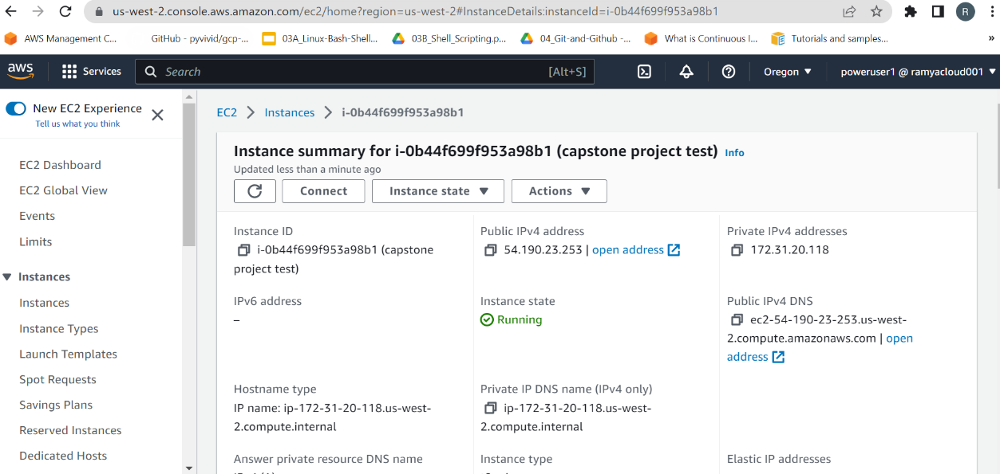 us-west-2.console.aws.amazon.com/ec2/home?region=us-west-2#InstanceDetails:instanceId=i-0b44f699f953a98b1
R
AWS Management C...
GitHub - pyvivid/gcp-...
03A_Linux-Bash-Shell...
03B_Shell_Scripting.p...
04_Git-and-Github -...
What is Continuous I...
Tutorials and samples...
»
aws
Services
Search
[Alt+S]
Oregon
poweruser1 @ ramyacloud001
New EC2 Experience
Tell us what you think
EC2 Dashboard
EC2 Global View
Events
Limits
Instances
Instances
Instance Types
Launch Templates
Spot Requests
Savings Plans
Reserved Instances
Dedicated Hosts
EC2
Instances
i-0b44f699f953a98b1
Instance summary for i-0b44f699f953a98b1 (capstone project test) Info
Updated less than a minute ago
Connect
Instance state
Actions
Instance ID
i-0b44f699f953a98b1 (capstone
project test)
Public IPv4 address
54.190.23.253 | open address
Private IPv4 addresses
172.31.20.118
IPv6 address
–
Instance state
Running
Public IPv4 DNS
ec2-54-190-23-253.us-west-
2.compute.amazonaws.com | open
address
Hostname type
IP name: ip-172-31-20-118.us-west-
2.compute.internal
Private IP DNS name (IPv4 only)
ip-172-31-20-118.us-west-
2.compute.internal
Answer private resource DNS name
Instance type
Elastic IP addresses